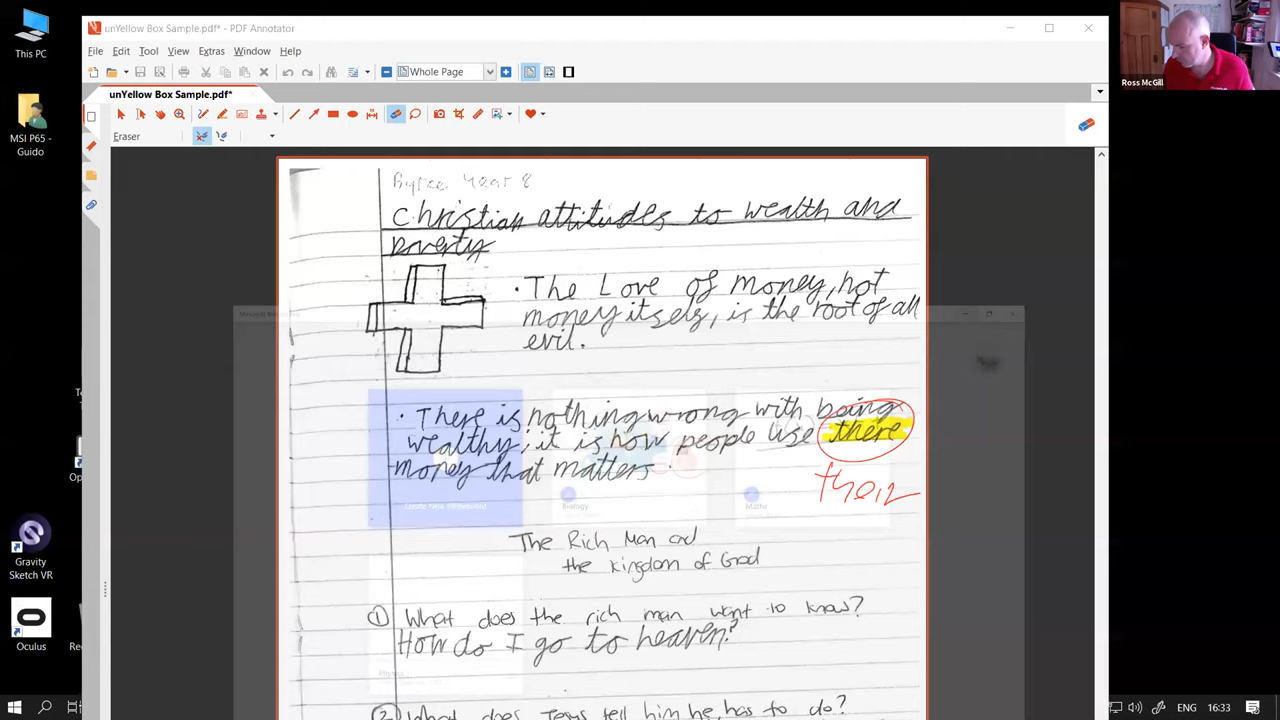 This PC
MSI P65 -
Guido
Gravity
Sketch VR
Oculus
unYellow Box Sample.pdf* - PDF Annotator
File Edit Tool View Extras Window Help
Whole Page
unYellow Box Sample.pdf*
Eraser
Year 8
Christian attitudes to wealth and
poverty
· The Love of money, not
money itself, is the root of all
evil.
· There is nothing wrong with being
wealthy; it is how people use there
money that matters
their
Create New Whiteboard
Biology
Maths
The Rich Man and
the Kingdom of God
① What does the rich man want to know?
How do I go to heaven?
② What does Jesus tell him he has to do?
Ross McGill
ENG 16:33